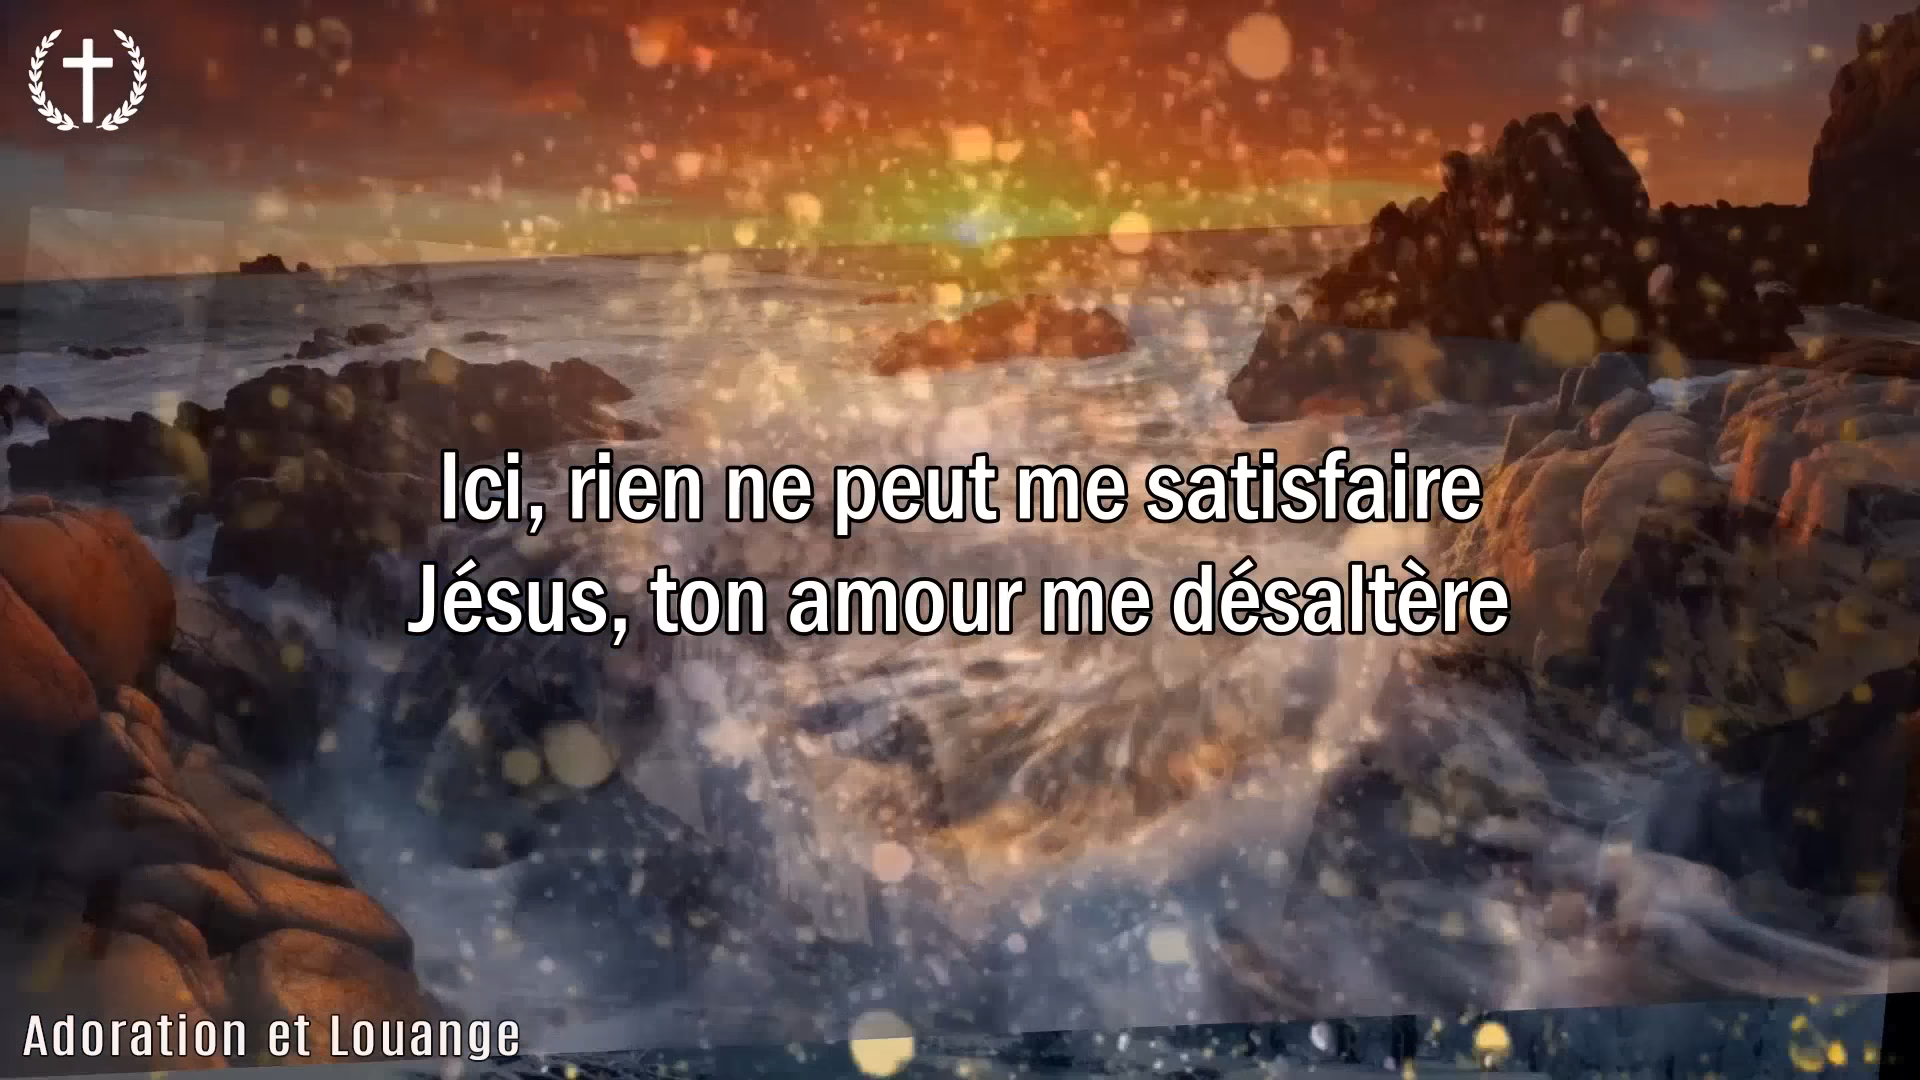 Ici, rien ne peut me satisfaire
Jésus, ton amour me désaltère
Adoration et Louange